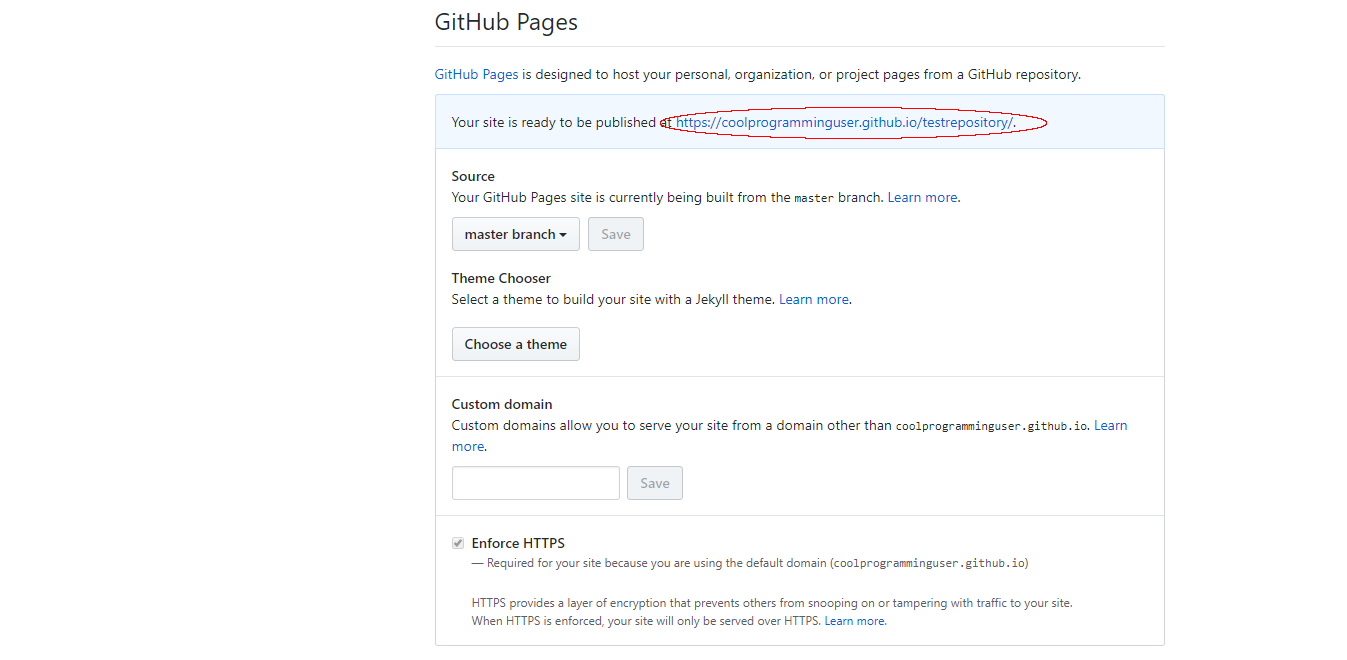 GitHub Pages
GitHub Pages is designed to host your personal, organization, or project pages from a GitHub repository.
Your site is ready to be published at https://coolprogramminguser.github.io/testrepository/.
Source
Your GitHub Pages site is currently being built from the master branch. Learn more.
master branch Save
Theme Chooser
Select a theme to build your site with a Jekyll theme. Learn more.
Choose a theme
Custom domain
Custom domains allow you to serve your site from a domain other than coolprogramminguser.github.io. Learn
more.
Save
Enforce HTTPS
— Required for your site because you are using the default domain (coolprogramminguser.github.io)
HTTPS provides a layer of encryption that prevents others from snooping on or tampering with traffic to your site.
When HTTPS is enforced, your site will only be served over HTTPS. Learn more.